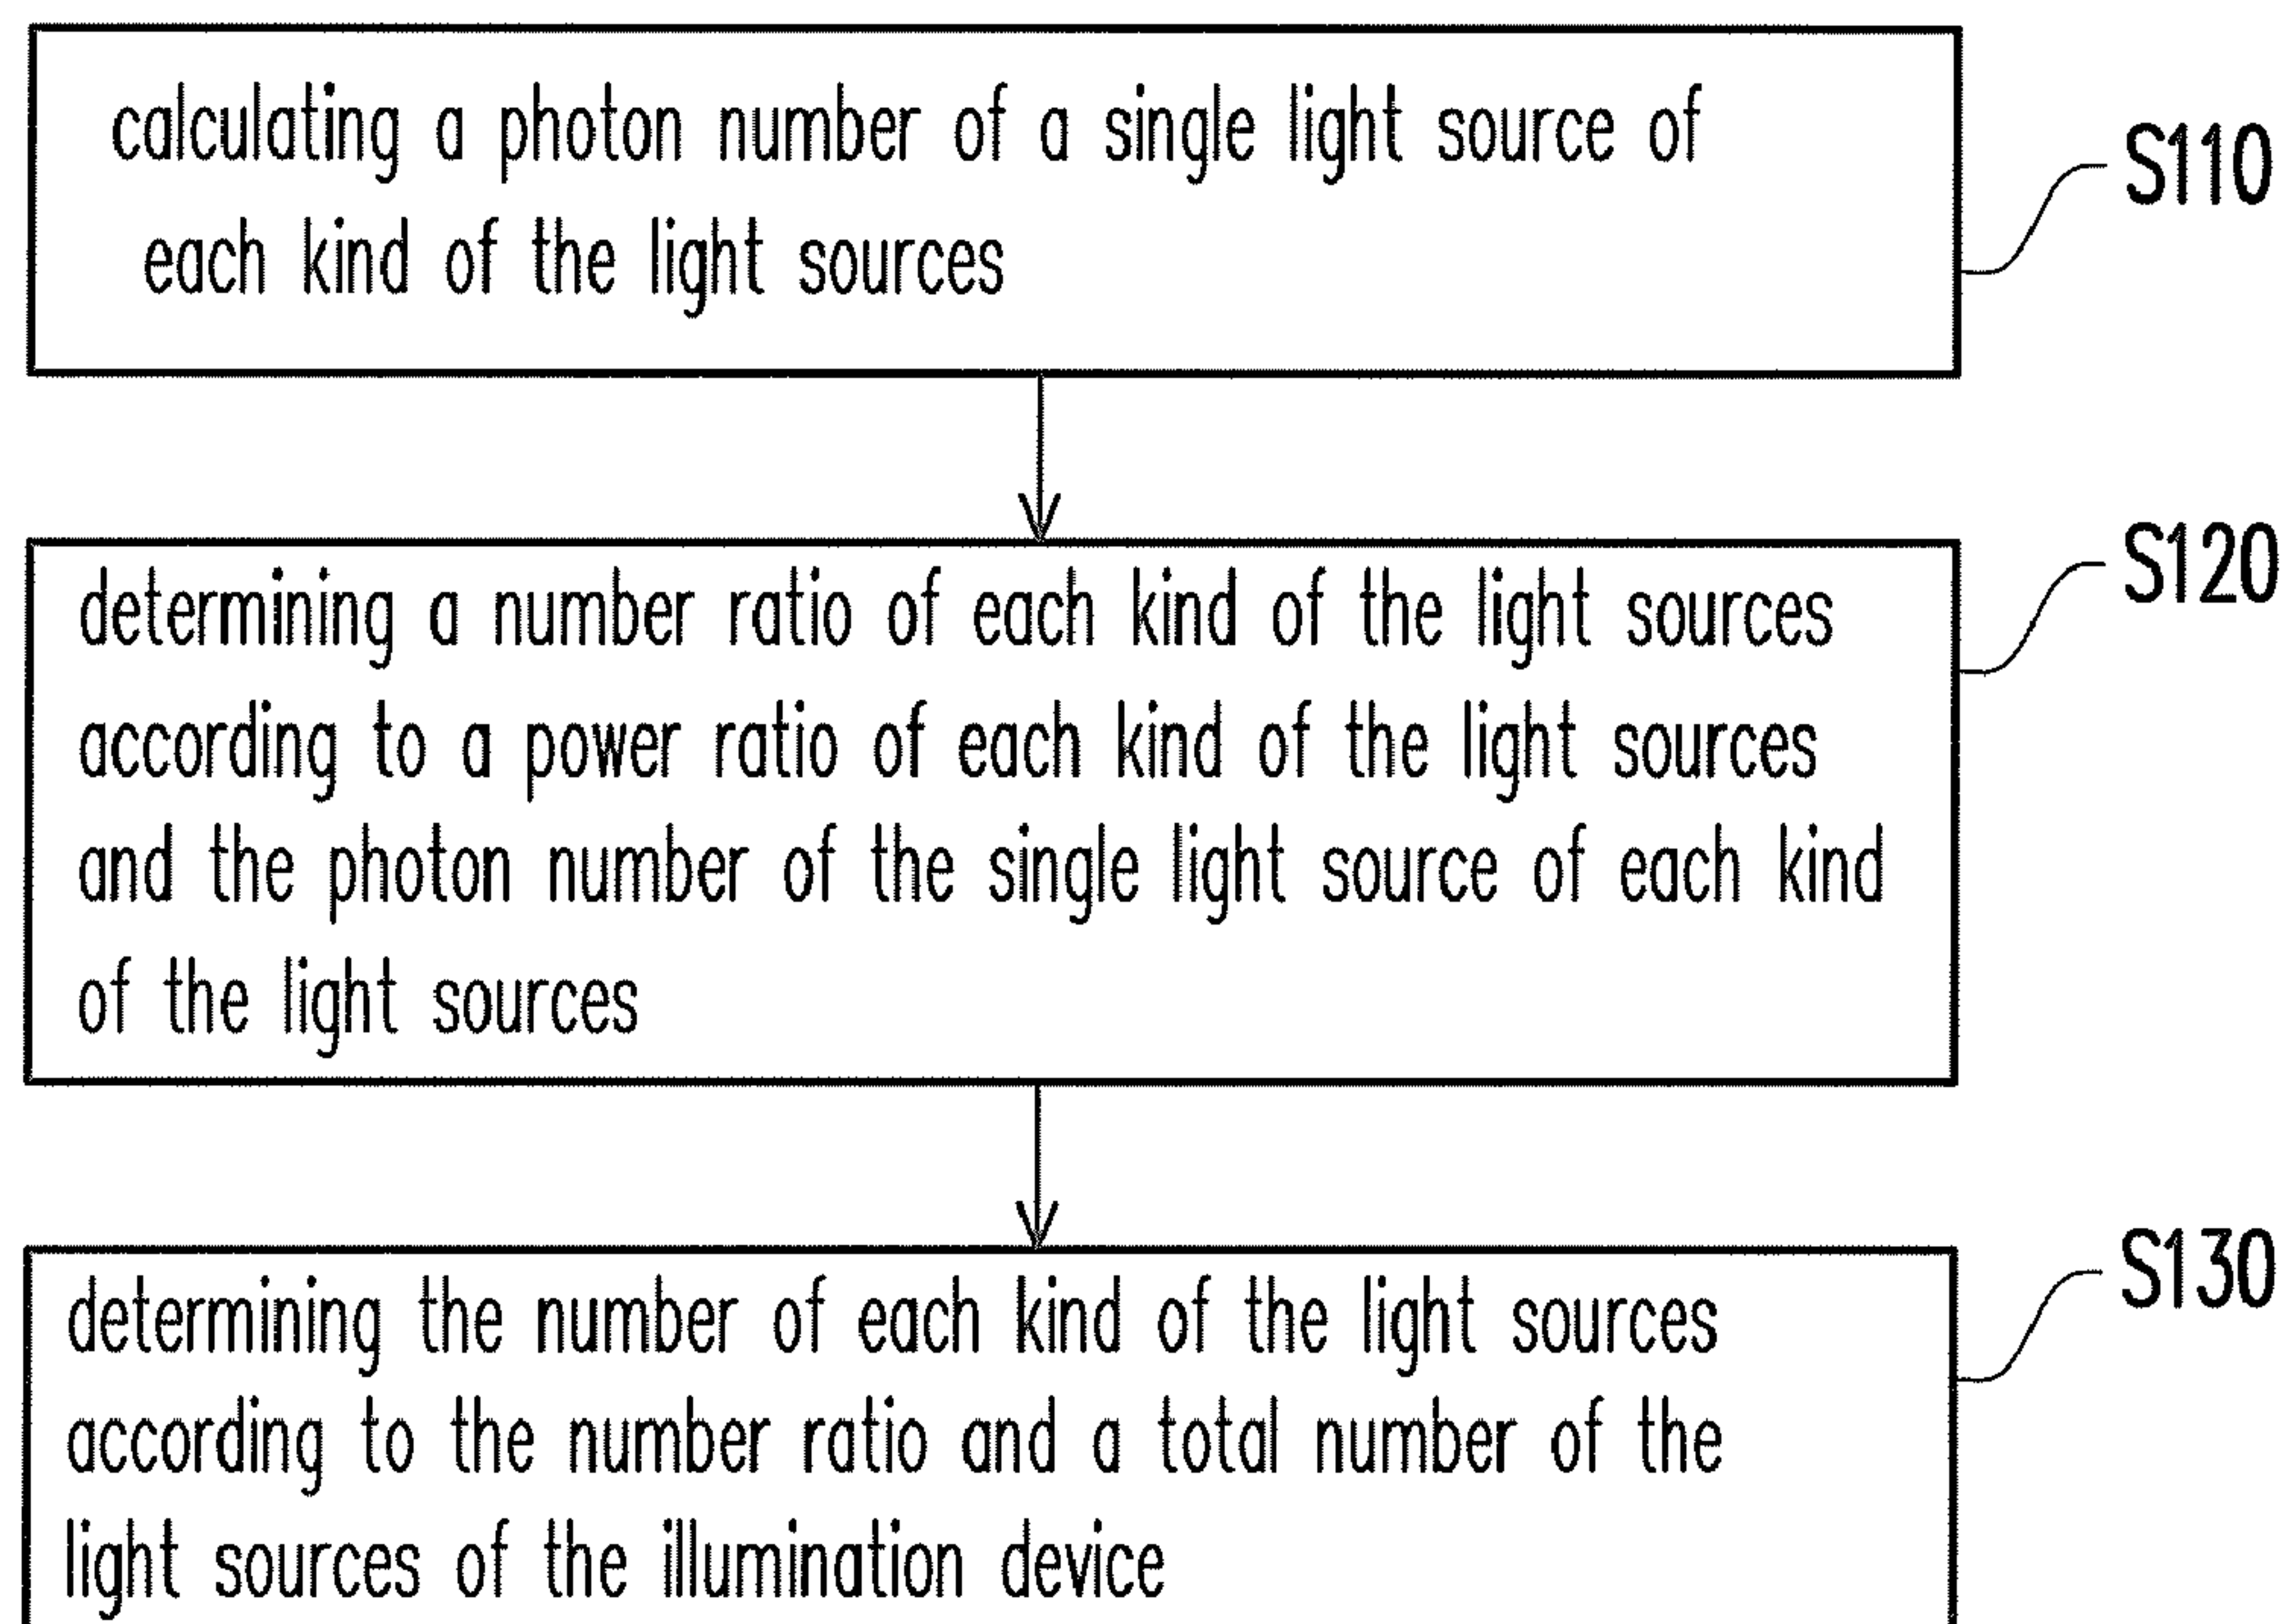 calculating a photon number of a single light source of
each kind of the light sources
S110
determining a number ratio of each kind of the light sources
according to a power ratio of each kind of the light sources
and the photon number of the single light source of each kind
of the light sources
S120
determining the number of each kind of the light sources
according to the number ratio and a total number of the
light sources of the illumination device
S130